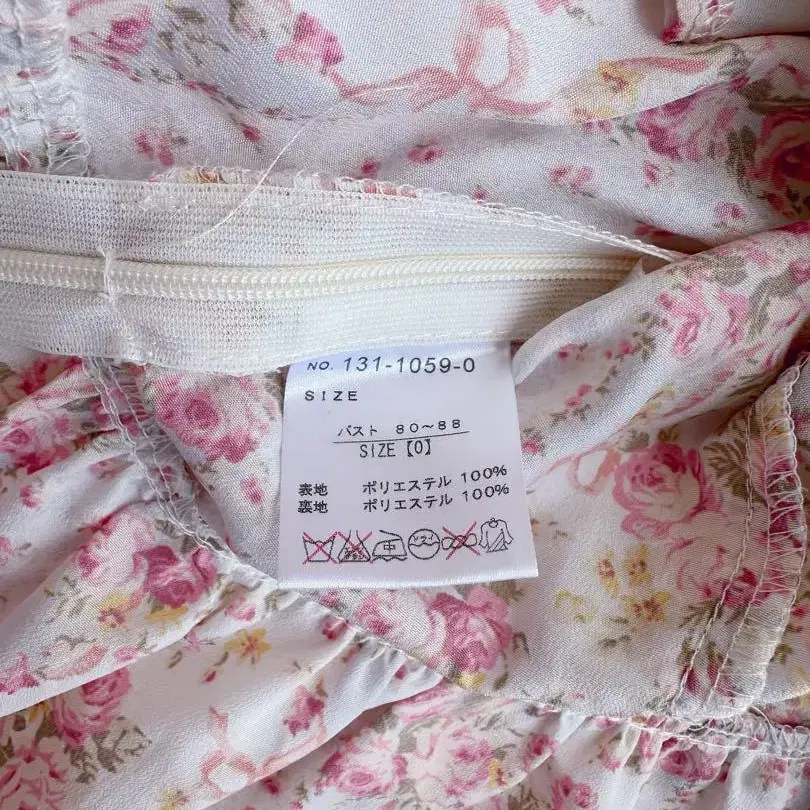 NO. 131-1059-0
SIZE
バスト 80～88
SIZE【0】
表地 ポリエステル 100%
裏地 ポリエステル 100%
中